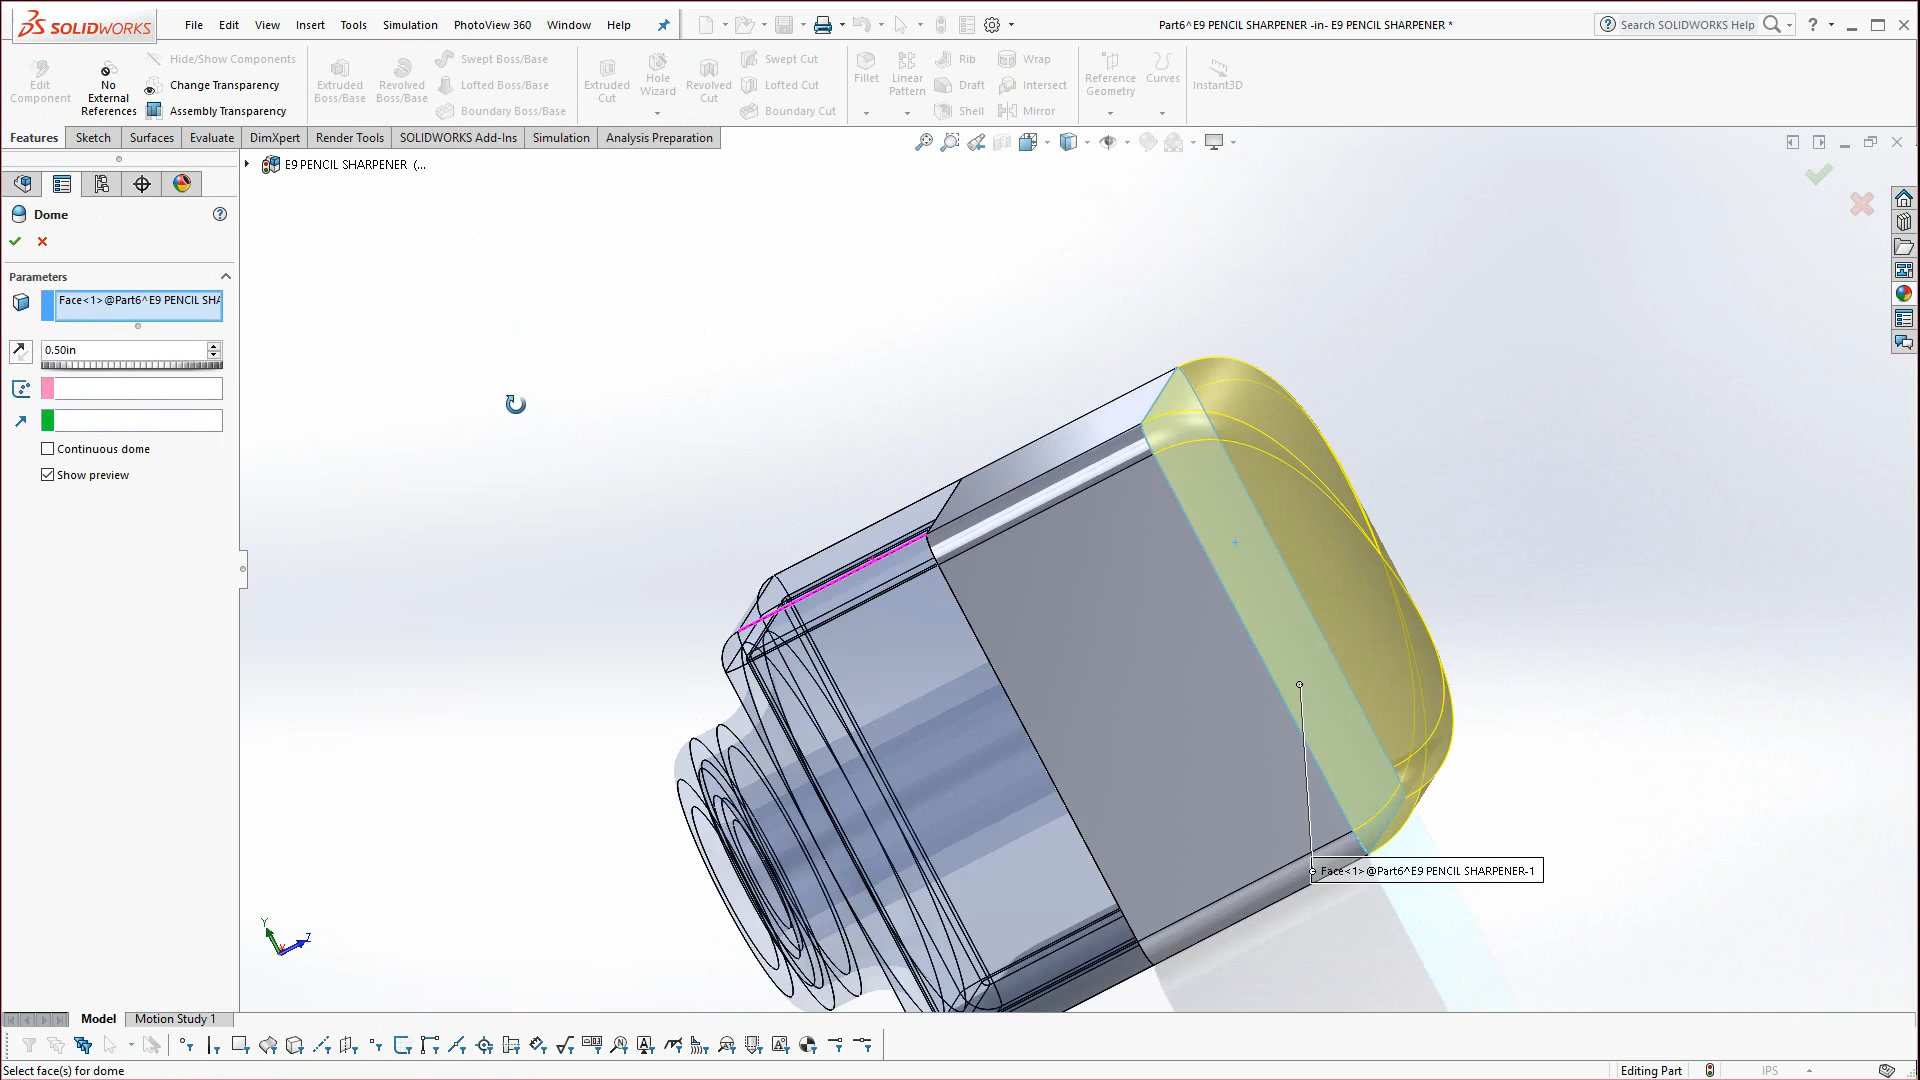 SOLIDWORKS
File Edit View Insert Tools Simulation PhotoView 360 Window Help
Part6^E9 PENCIL SHARPENER -in- E9 PENCIL SHARPENER *
Search SOLIDWORKS Help
?
Edit Component
No External References
Hide/Show Components
Change Transparency
Assembly Transparency
Extruded Boss/Base
Revolved Boss/Base
Swept Boss/Base
Lofted Boss/Base
Boundary Boss/Base
Extruded Cut
Hole Wizard
Revolved Cut
Swept Cut
Lofted Cut
Boundary Cut
Fillet
Linear Pattern
Rib
Draft
Shell
Wrap
Intersect
Mirror
Reference Geometry
Curves
Instant3D
Features Sketch Surfaces Evaluate DimXpert Render Tools SOLIDWORKS Add-Ins Simulation Analysis Preparation
E9 PENCIL SHARPENER (...
Dome
?
Parameters
Face<1>@Part6^E9 PENCIL SHA
0.50in
Continuous dome
Show preview
Face<1>@Part6^E9 PENCIL SHARPENER-1
Y
Z
Model Motion Study 1
Select face(s) for dome
Editing Part
IPS